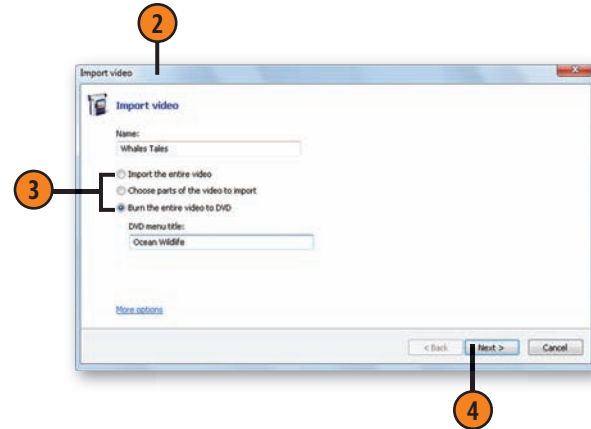 2
Import video
Import video
Name:
Whales Tales
Import the entire video
3
Choose parts of the video to import
Burn the entire video to DVD
DVD menu title:
Ocean Wildlife
More options
< Back
Next >
Cancel
4